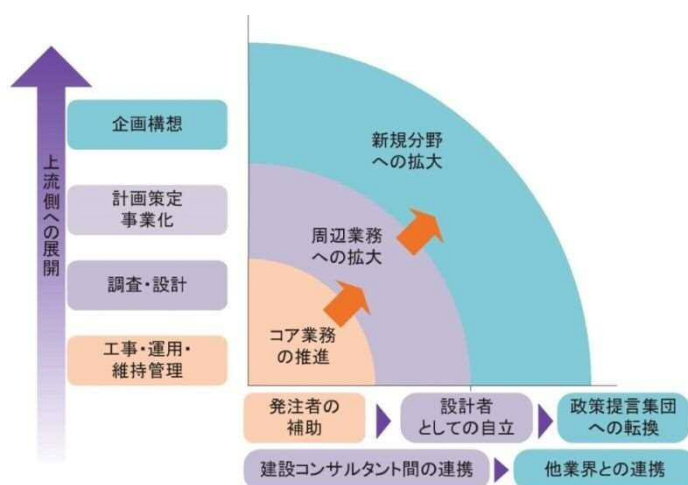 上流側への展開
企画構想
計画策定
事業化
調査・設計
工事・運用・
維持管理
新規分野
への拡大
周辺業務
への拡大
コア業務
の推進
発注者の
補助
設計者
としての自立
政策提言集団
への転換
建設コンサルタント間の連携
他業界との連携